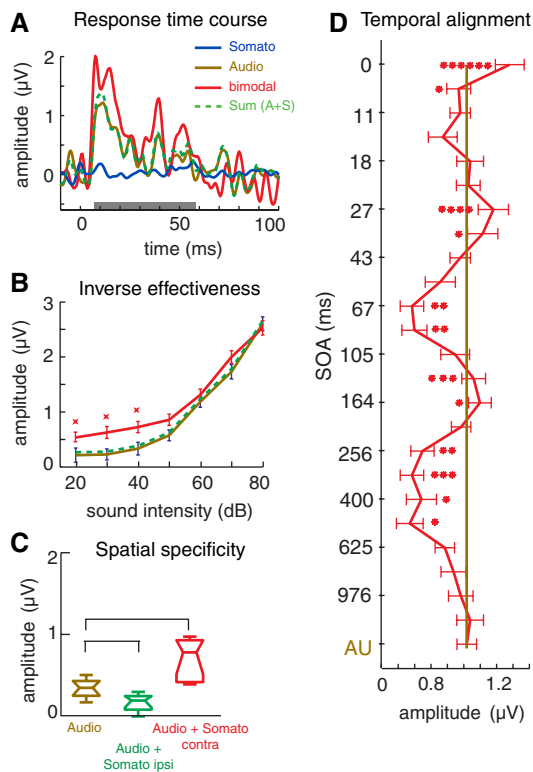 A Response time course
Somato
Audio
bimodal
Sum (A+S)
amplitude (µV)
2
1
0
0 50 100
time (ms)
B Inverse effectiveness
amplitude (µV)
3
2
1
0
20 40 60 80
sound intensity (dB)
C Spatial specificity
amplitude (µV)
2
1
0
Audio
Audio +
Somato ipsi
Audio + Somato
contra
D Temporal alignment
SOA (ms)
0
11
18
27
43
67
105
164
256
400
625
976
AU
0 0.8 1.2
amplitude (µV)